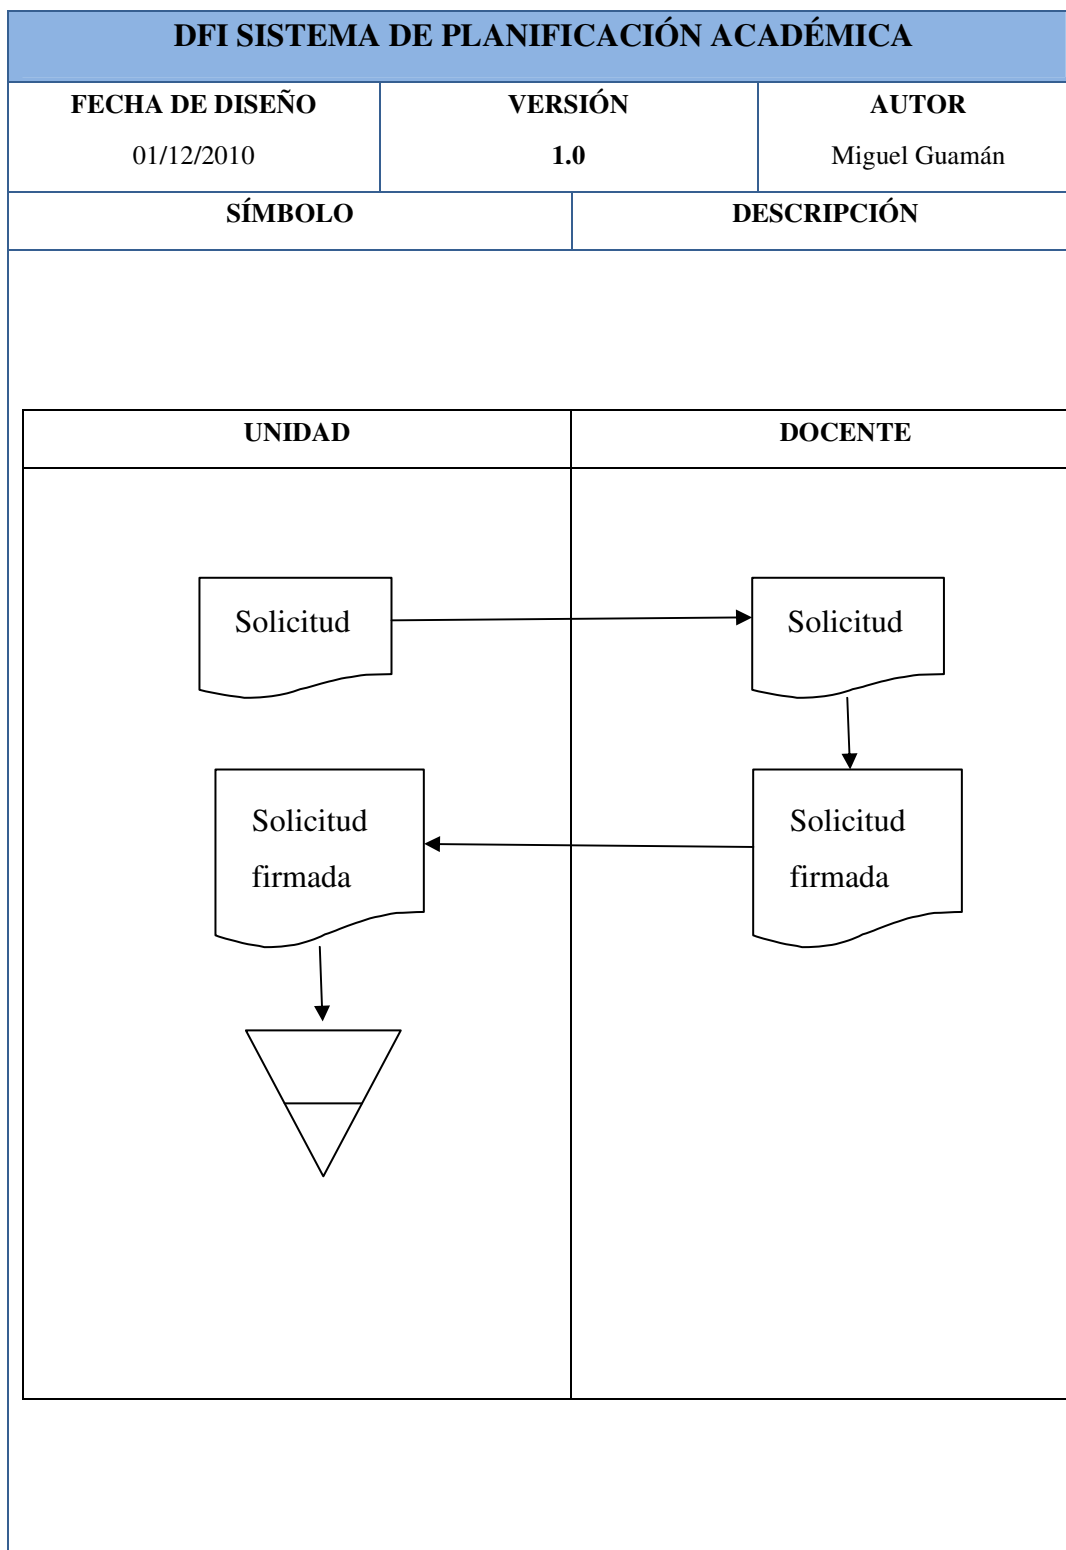 DFI SISTEMA DE PLANIFICACIÓN ACADÉMICA
FECHA DE DISEÑO
01/12/2010
VERSIÓN
1.0
AUTOR
Miguel Guamán
SÍMBOLO
DESCRIPCIÓN
UNIDAD
DOCENTE
Solicitud
Solicitud
Solicitud
firmada
Solicitud
firmada